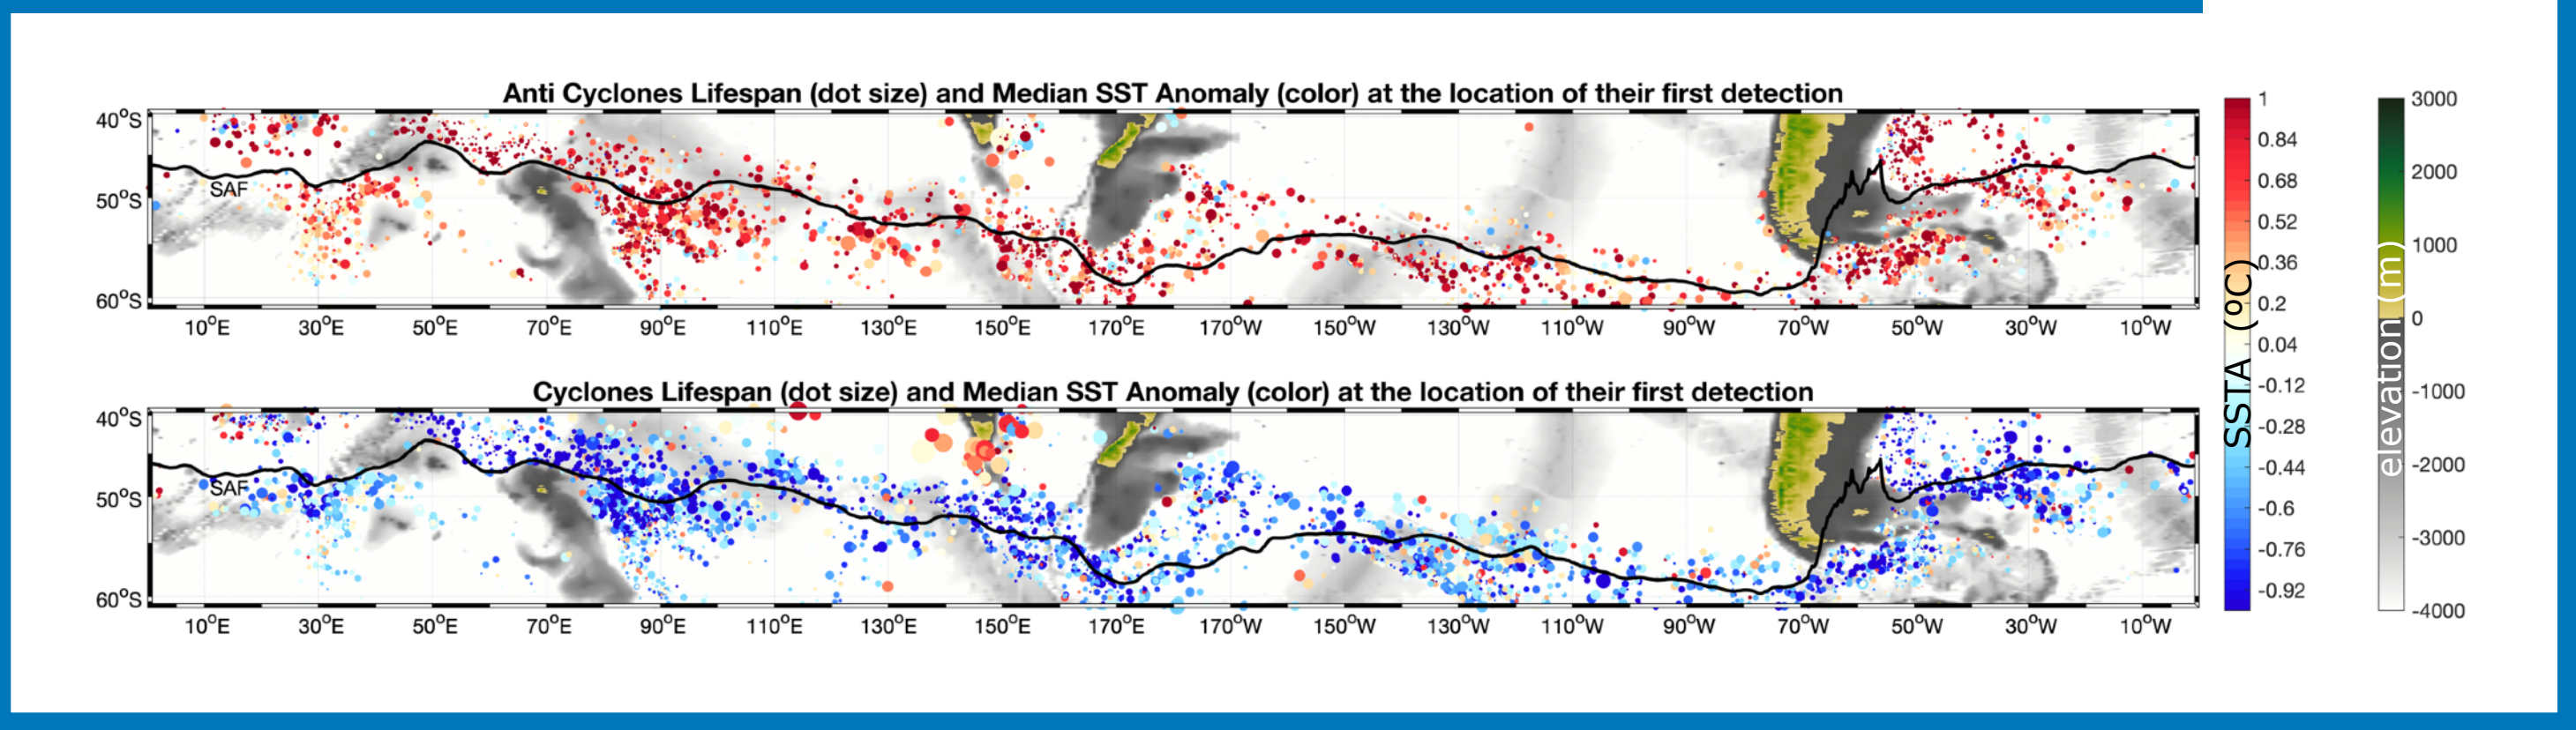 Anti Cyclones Lifespan (dot size) and Median SST Anomaly (color) at the location of their first detection
40°S
50°S
60°S
SAF
10°E 30°E 50°E 70°E 90°E 110°E 130°E 150°E 170°E 170°W 150°W 130°W 110°W 90°W 70°W 50°W 30°W 10°W
Cyclones Lifespan (dot size) and Median SST Anomaly (color) at the location of their first detection
40°S
50°S
60°S
SAF
10°E 30°E 50°E 70°E 90°E 110°E 130°E 150°E 170°E 170°W 150°W 130°W 110°W 90°W 70°W 50°W 30°W 10°W
1
0.84
0.68
0.52
0.36
0.2
0.04
-0.12
-0.28
-0.44
-0.6
-0.76
-0.92
SSTA (ºC)
3000
2000
1000
0
-1000
-2000
-3000
-4000
elevation (m)